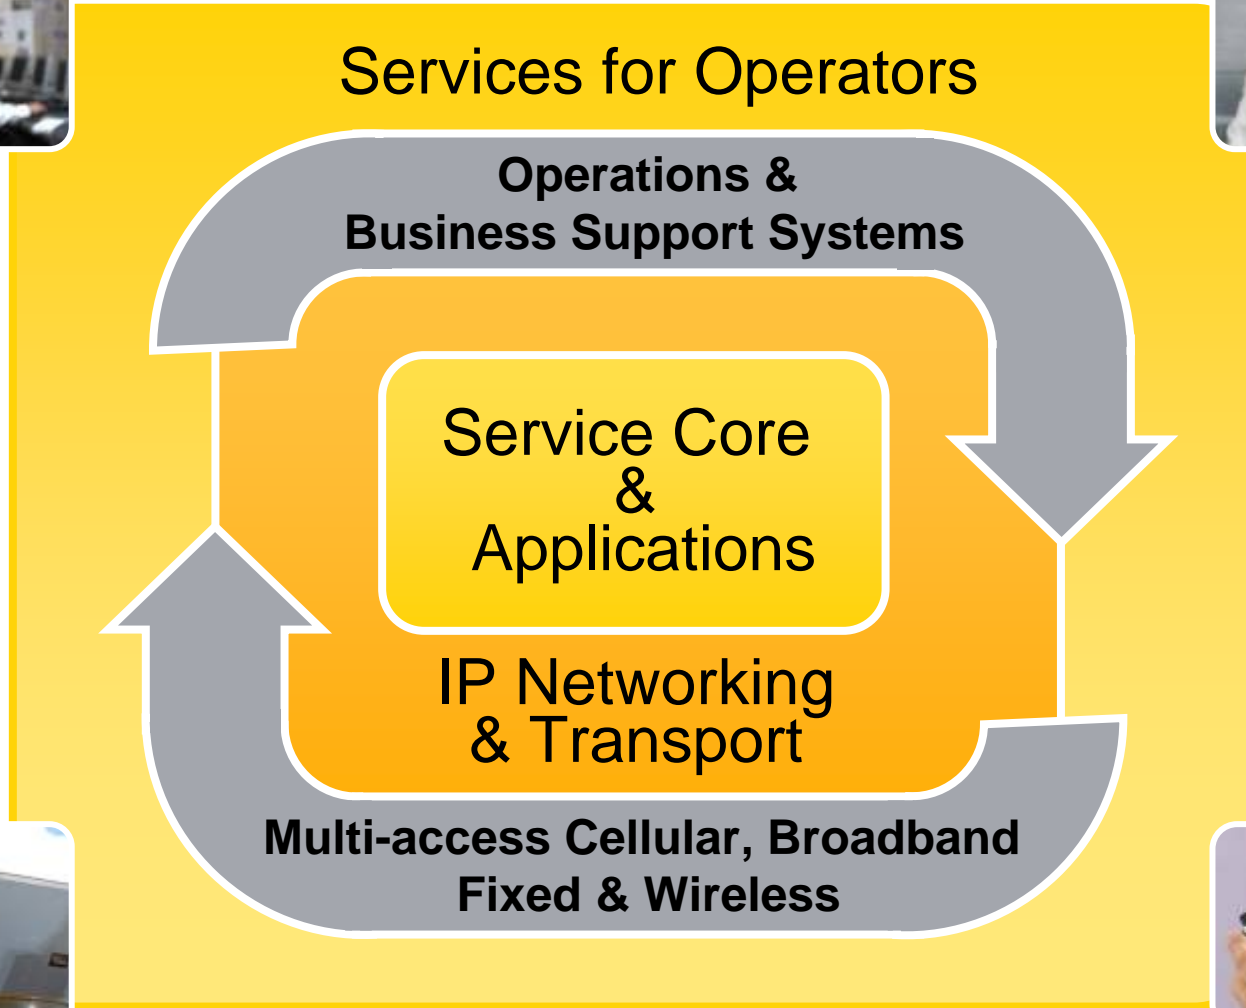 Services for Operators
Operations &
Business Support Systems
Service Core
&
Applications
IP Networking
& Transport
Multi-access Cellular, Broadband
Fixed & Wireless